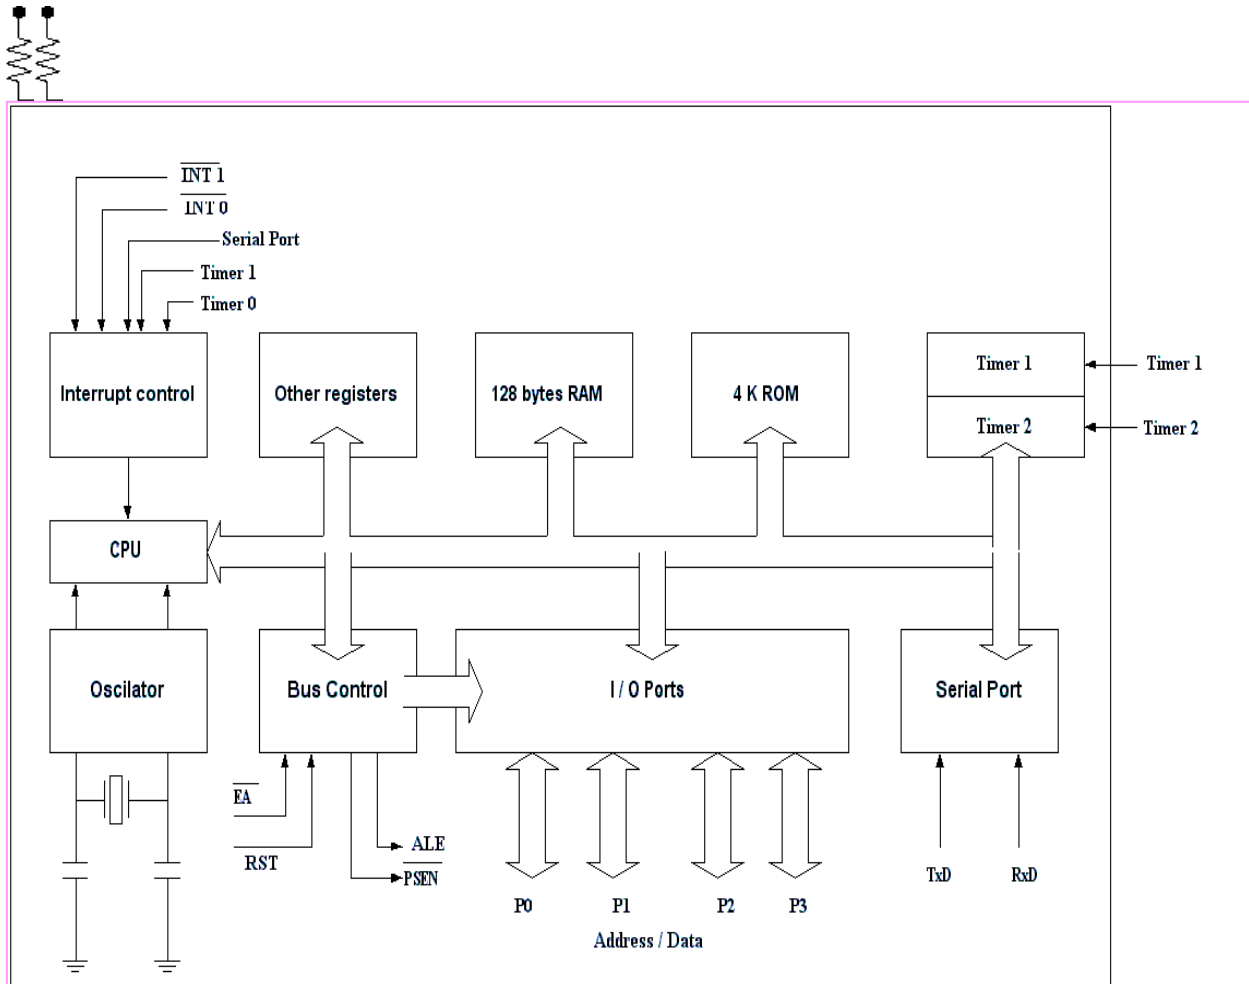 INT 1
INT 0
Serial Port
Timer 1
Timer 0
Interrupt control
Other registers
128 bytes RAM
4 K ROM
Timer 1
Timer 1
Timer 2
Timer 2
CPU
Oscilator
Bus Control
I / O Ports
Serial Port
EA
RST
ALE
PSEN
TxD
RxD
P0
P1
P2
P3
Address / Data